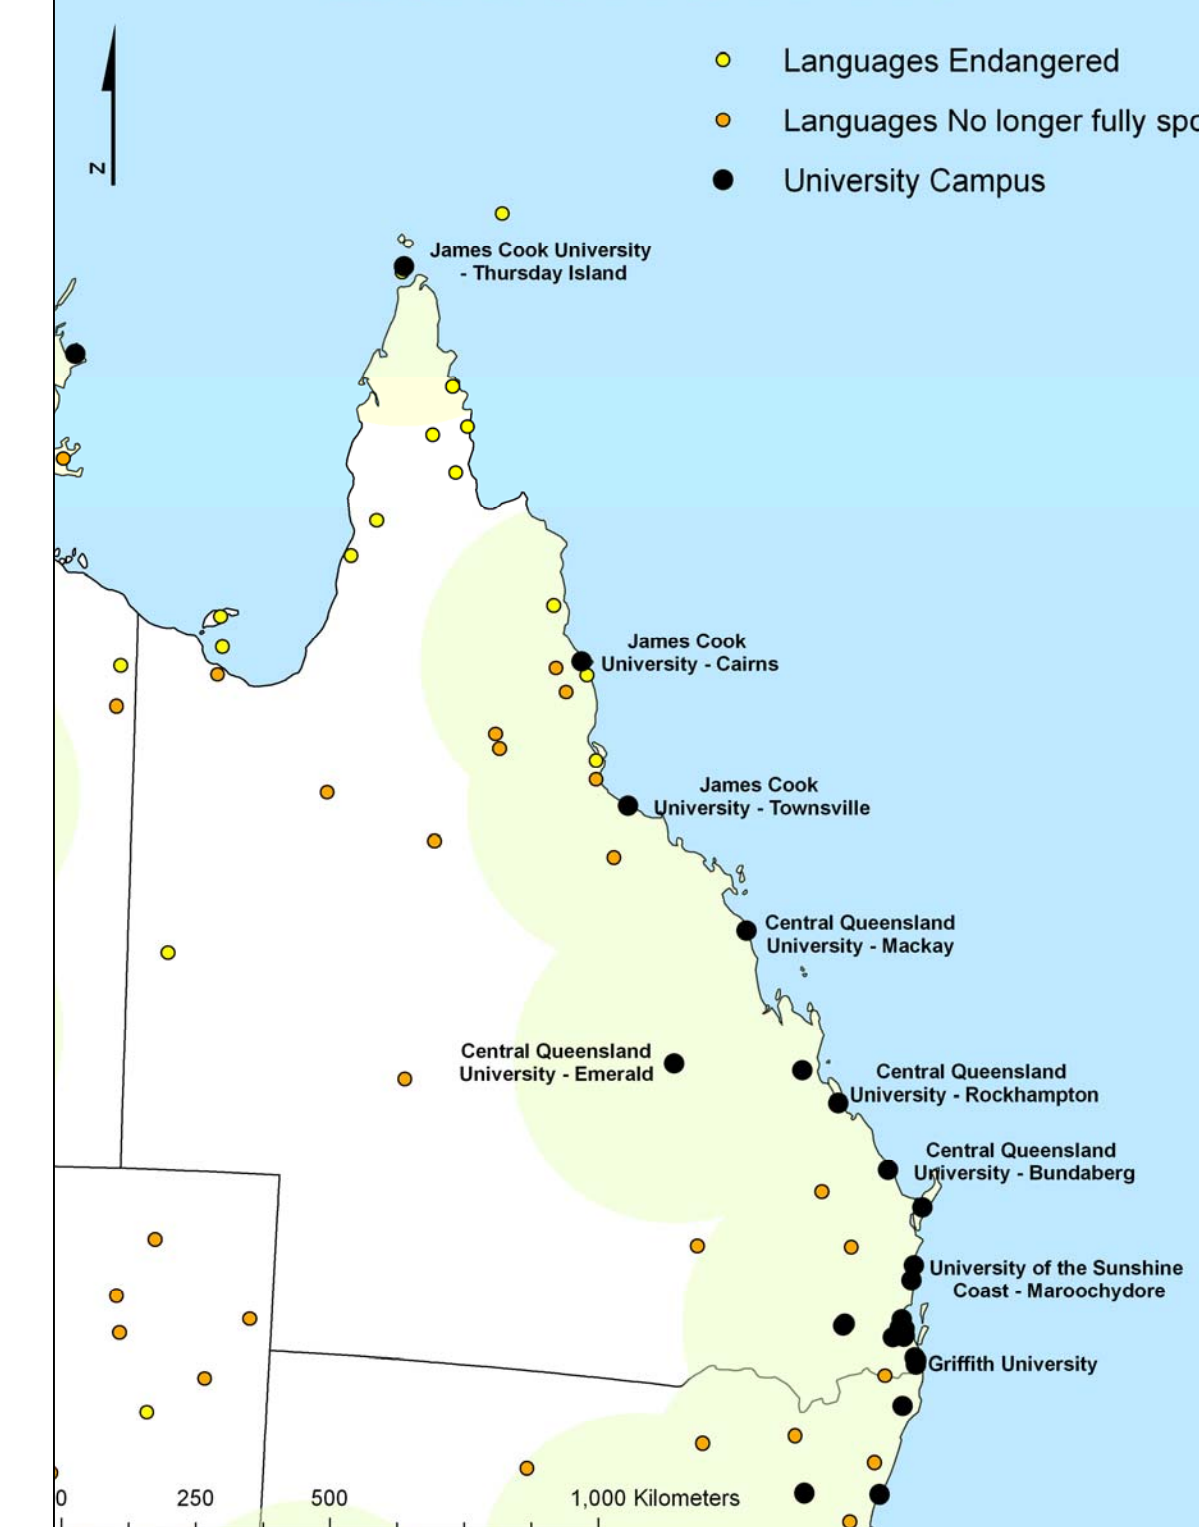 Languages Endangered
Languages No longer fully spo
University Campus
N
James Cook University
- Thursday Island
James Cook
University - Cairns
James Cook
University - Townsville
Central Queensland
University - Mackay
Central Queensland
University - Emerald
Central Queensland
University - Rockhampton
Central Queensland
University - Bundaberg
University of the Sunshine
Coast - Maroochydore
Griffith University
0 250 500 1,000 Kilometers